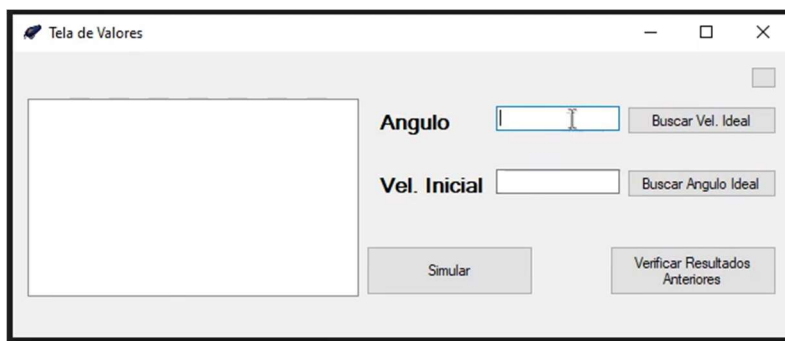 Tela de Valores
Angulo
Buscar Vel. Ideal
Vel. Inicial
Buscar Angulo Ideal
Simular
Verificar Resultados
Anteriores